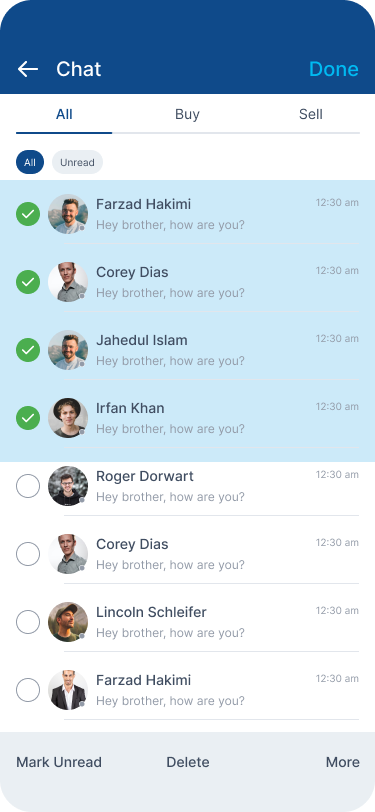 Chat Done
All Buy Sell
All Unread
Farzad Hakimi 12:30 am
Hey brother, how are you?
Corey Dias 12:30 am
Hey brother, how are you?
Jahedul Islam 12:30 am
Hey brother, how are you?
Irfan Khan 12:30 am
Hey brother, how are you?
Roger Dorwart 12:30 am
Hey brother, how are you?
Corey Dias 12:30 am
Hey brother, how are you?
Lincoln Schleifer 12:30 am
Hey brother, how are you?
Farzad Hakimi 12:30 am
Hey brother, how are you?
Mark Unread Delete More